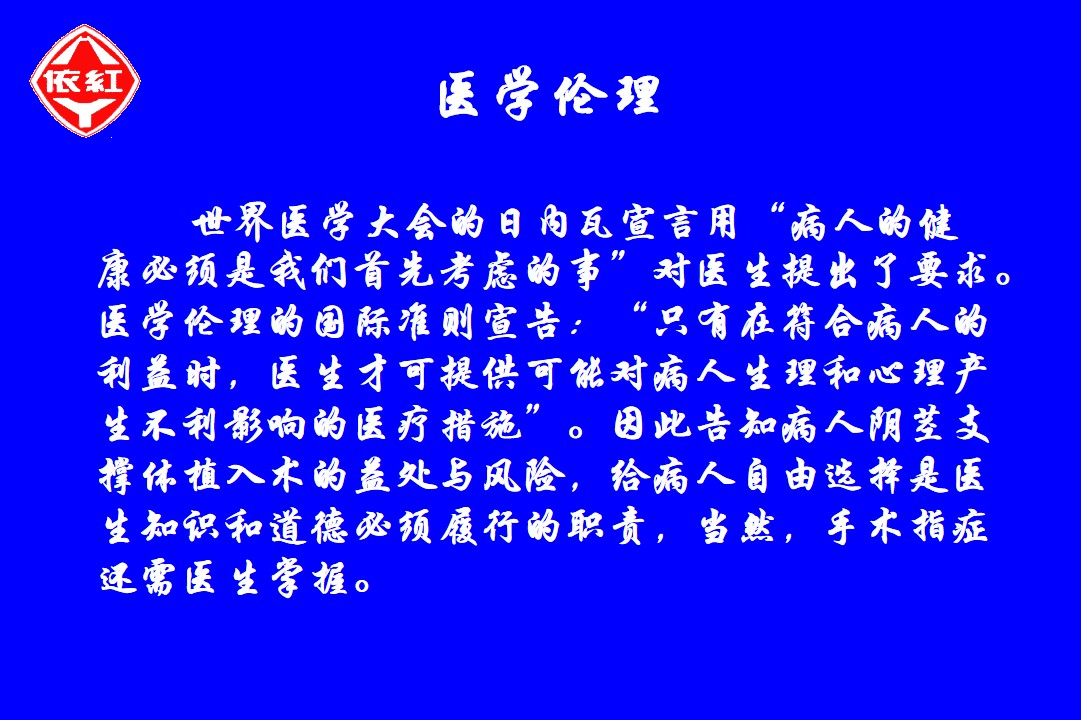 依紅
医学伦理
世界医学大会的日内瓦宣言用“病人的健
康必须是我们首先考虑的事”对医生提出了要求。
医学伦理的国际准则宣告：“只有在符合病人的
利益时，医生才可提供可能对病人生理和心理产
生不利影响的医疗措施”。因此告知病人阴茎支
撑体植入术的益处与风险，给病人自由选择是医
生知识和道德必须履行的职责，当然，手术指症
还需医生掌握。